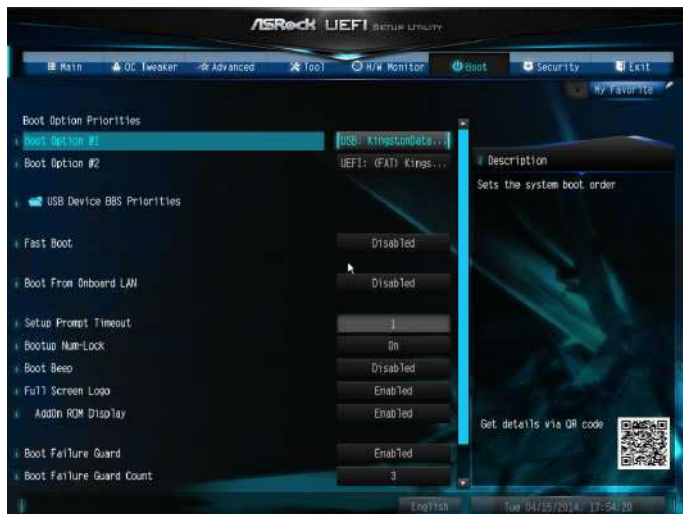 ASRock UEFI SETUP UTILITY
Main OC Tweaker Advanced Tool H/W Monitor Boot Security Exit
My Favorite
Boot Option Priorities
Boot Option #1 USB: KingstonData...
Boot Option #2 UEFI: (FAT) Kings...
USB Device BBS Priorities
Fast Boot Disabled
Boot From Onboard LAN Disabled
Setup Prompt Timeout 1
Bootup Num-Lock On
Boot Beep Disabled
Full Screen Logo Enabled
AddOn ROM Display Enabled
Boot Failure Guard Enabled
Boot Failure Guard Count 3
Description
Sets the system boot order
Get details via QR code
English Tue 04/15/2014, 17:54:20